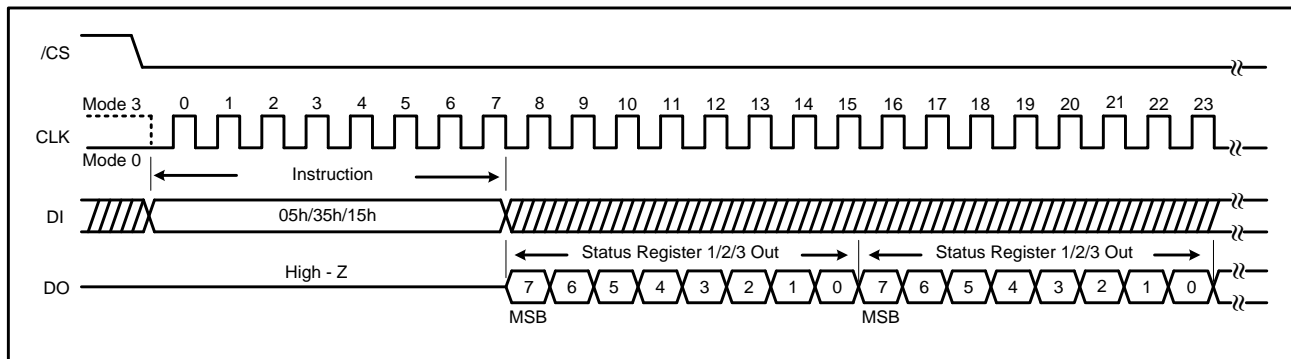 /CS
Mode 3 0 1 2 3 4 5 6 7 8 9 10 11 12 13 14 15 16 17 18 19 20 21 22 23
CLK
Mode 0
Instruction
DI 05h/35h/15h
Status Register 1/2/3 Out Status Register 1/2/3 Out
High - Z
DO 7 6 5 4 3 2 1 0 7 6 5 4 3 2 1 0
MSB MSB